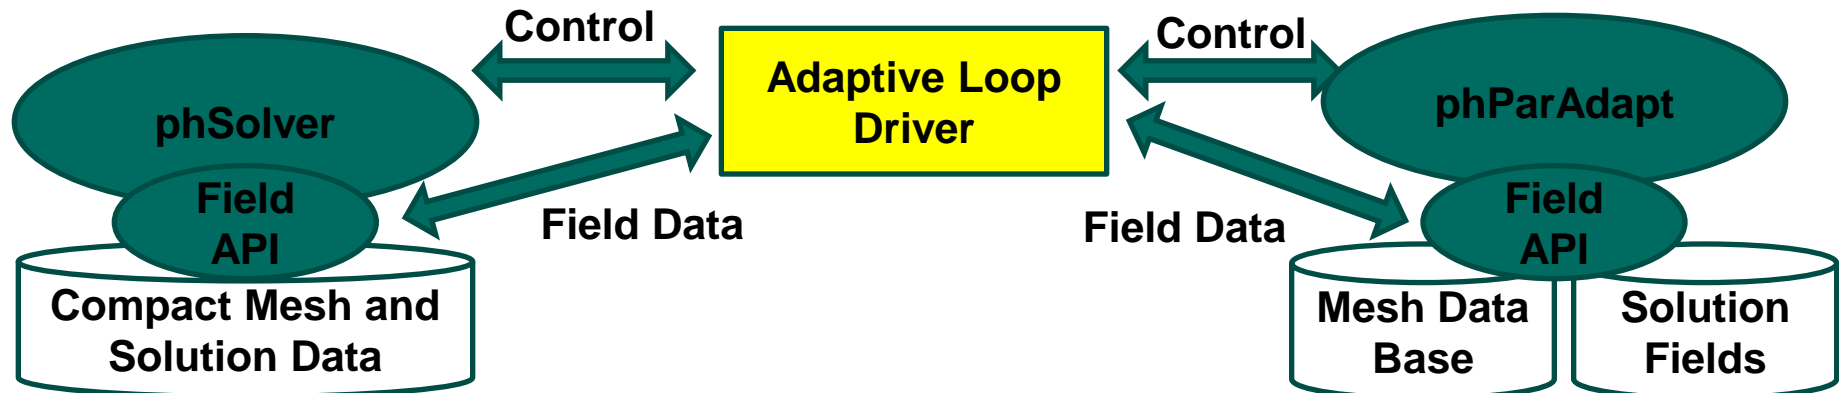 Control
Control
Adaptive Loop
Driver
phSolver
phParAdapt
Field
API
Field Data
Field Data
Field
API
Compact Mesh and
Solution Data
Mesh Data
Base
Solution
Fields